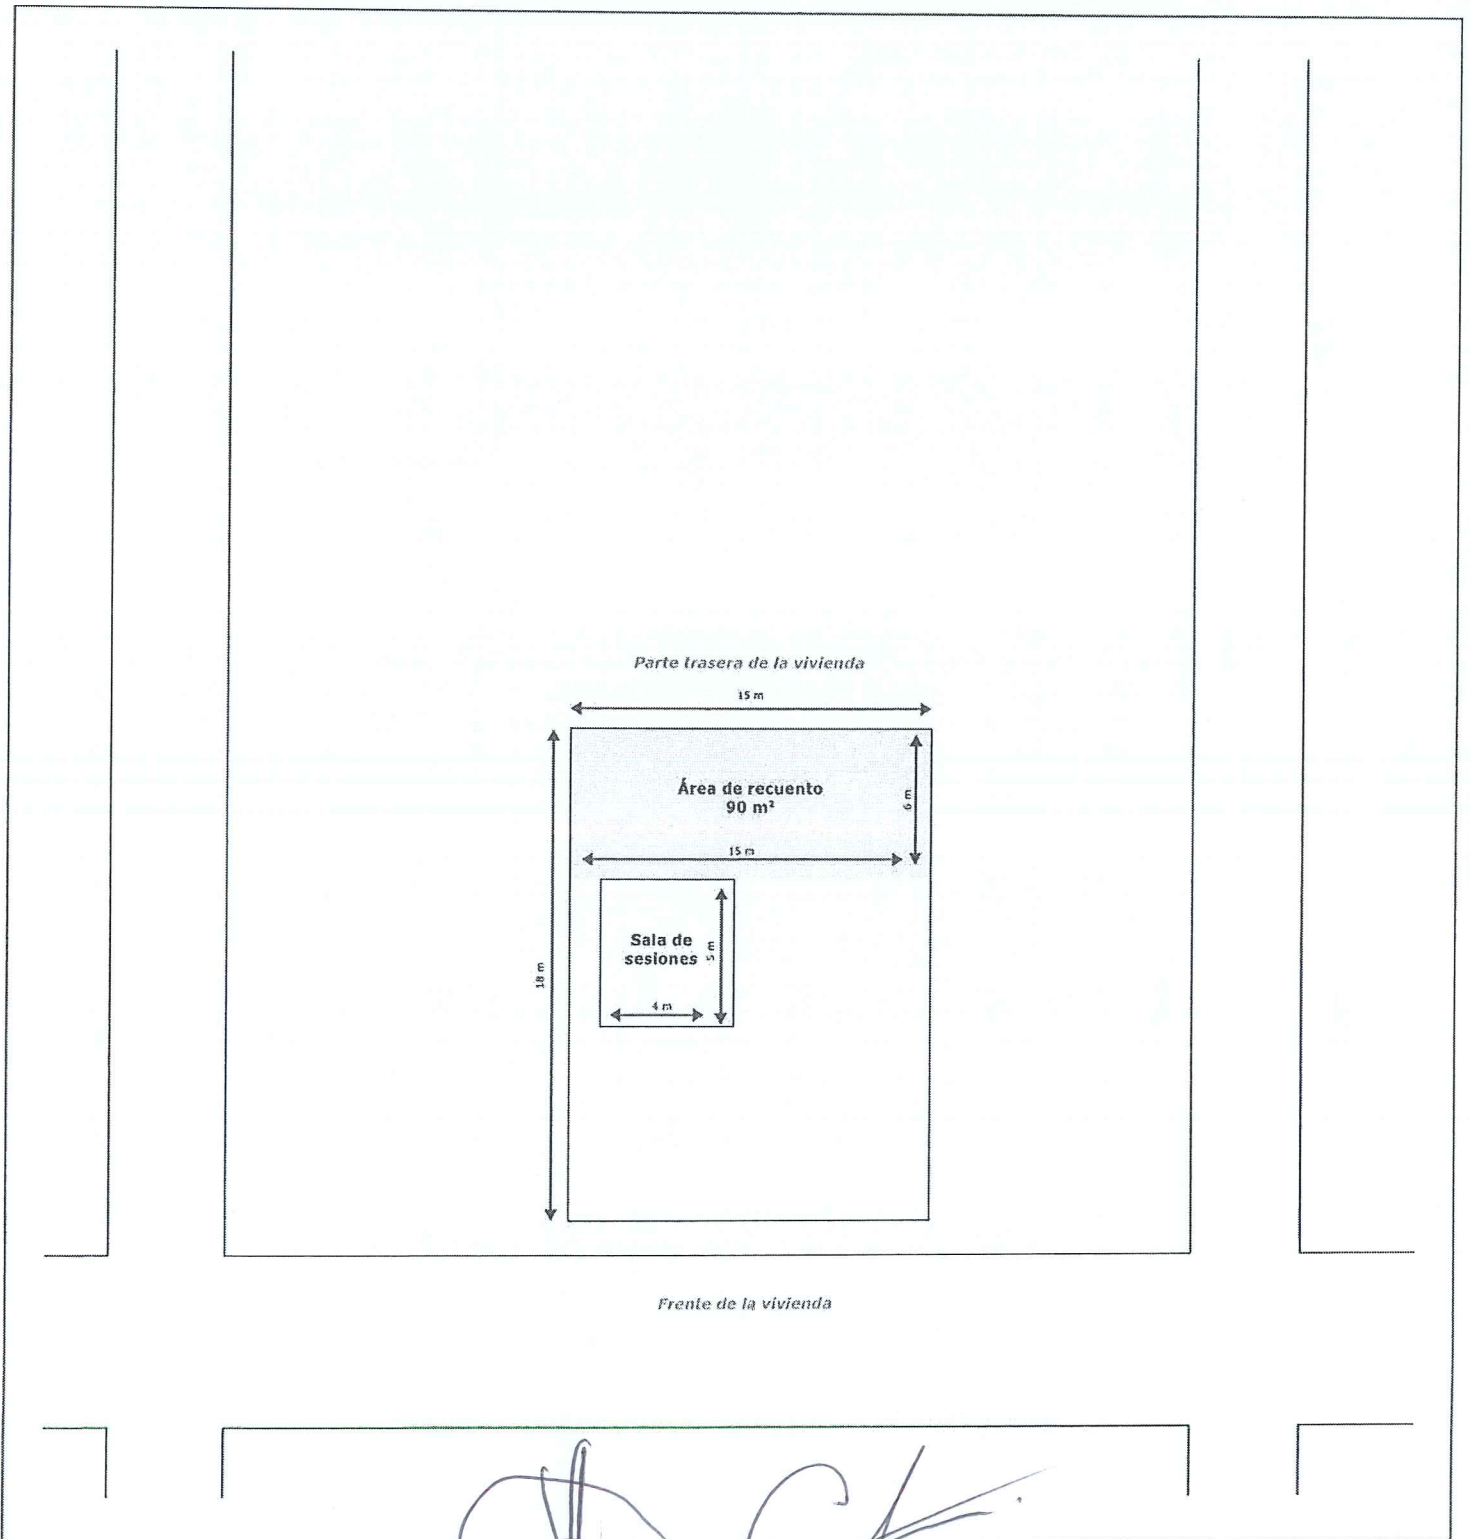 Parte trasera de la vivienda
15 m
Área de recuento
90 m²
6 m
15 m
Sala de
sesiones
5 m
4 m
18 m
Frente de la vivienda